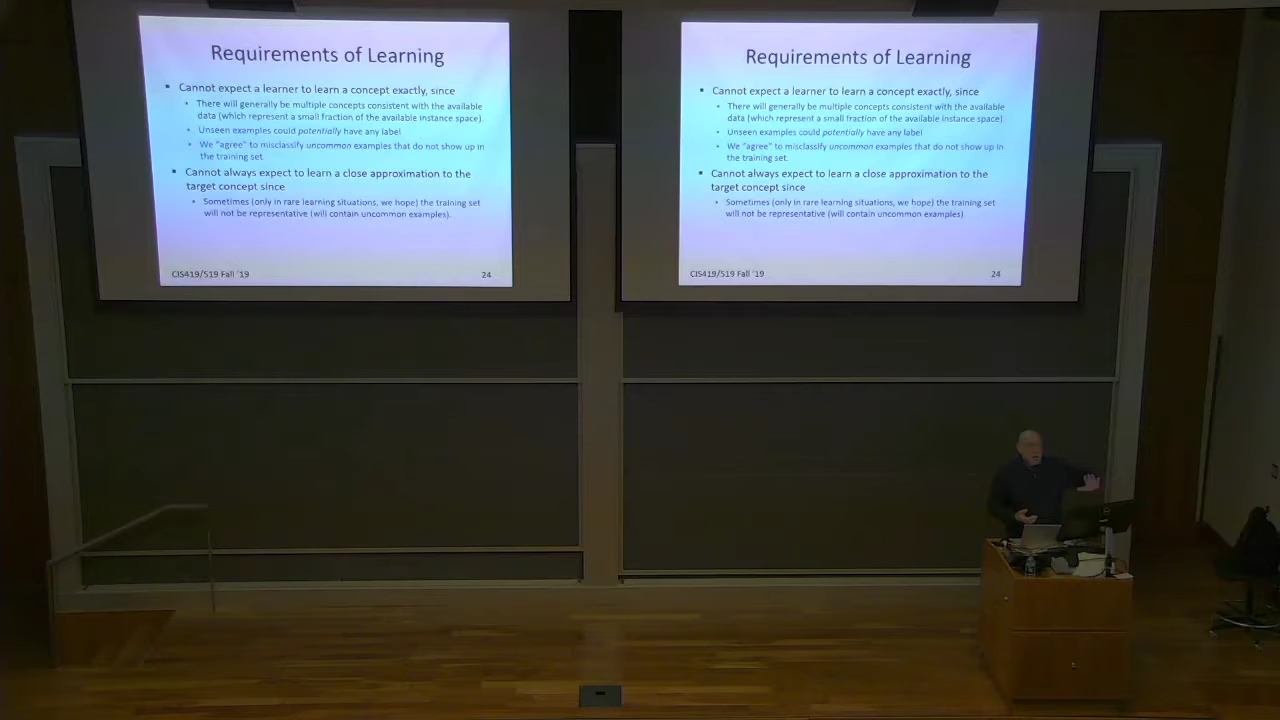 Requirements of Learning
▪ Cannot expect a learner to learn a concept exactly, since
▪ There will generally be multiple concepts consistent with the available
data (which represent a small fraction of the available instance space).
▪ Unseen examples could potentially have any label
▪ We "agree" to misclassify uncommon examples that do not show up in
the training set.
▪ Cannot always expect to learn a close approximation to the
target concept since
▪ Sometimes (only in rare learning situations, we hope) the training set
will not be representative (will contain uncommon examples).
CIS419/519 Fall '19
24
Requirements of Learning
▪ Cannot expect a learner to learn a concept exactly, since
▪ There will generally be multiple concepts consistent with the available
data (which represent a small fraction of the available instance space).
▪ Unseen examples could potentially have any label
▪ We "agree" to misclassify uncommon examples that do not show up in
the training set.
▪ Cannot always expect to learn a close approximation to the
target concept since
▪ Sometimes (only in rare learning situations, we hope) the training set
will not be representative (will contain uncommon examples).
CIS419/519 Fall '19
24